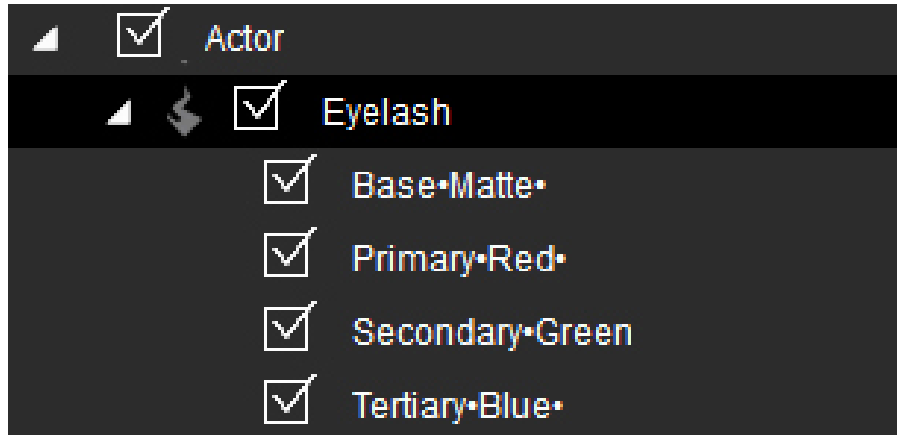 Actor
Eyelash
Base•Matte•
Primary•Red•
Secondary•Green
Tertiary•Blue•